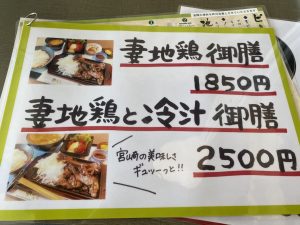 妻地鶏御膳
1850円
妻地鶏と冷汁御膳
宮崎の美味しさ
ギュッーっと!!
2500円